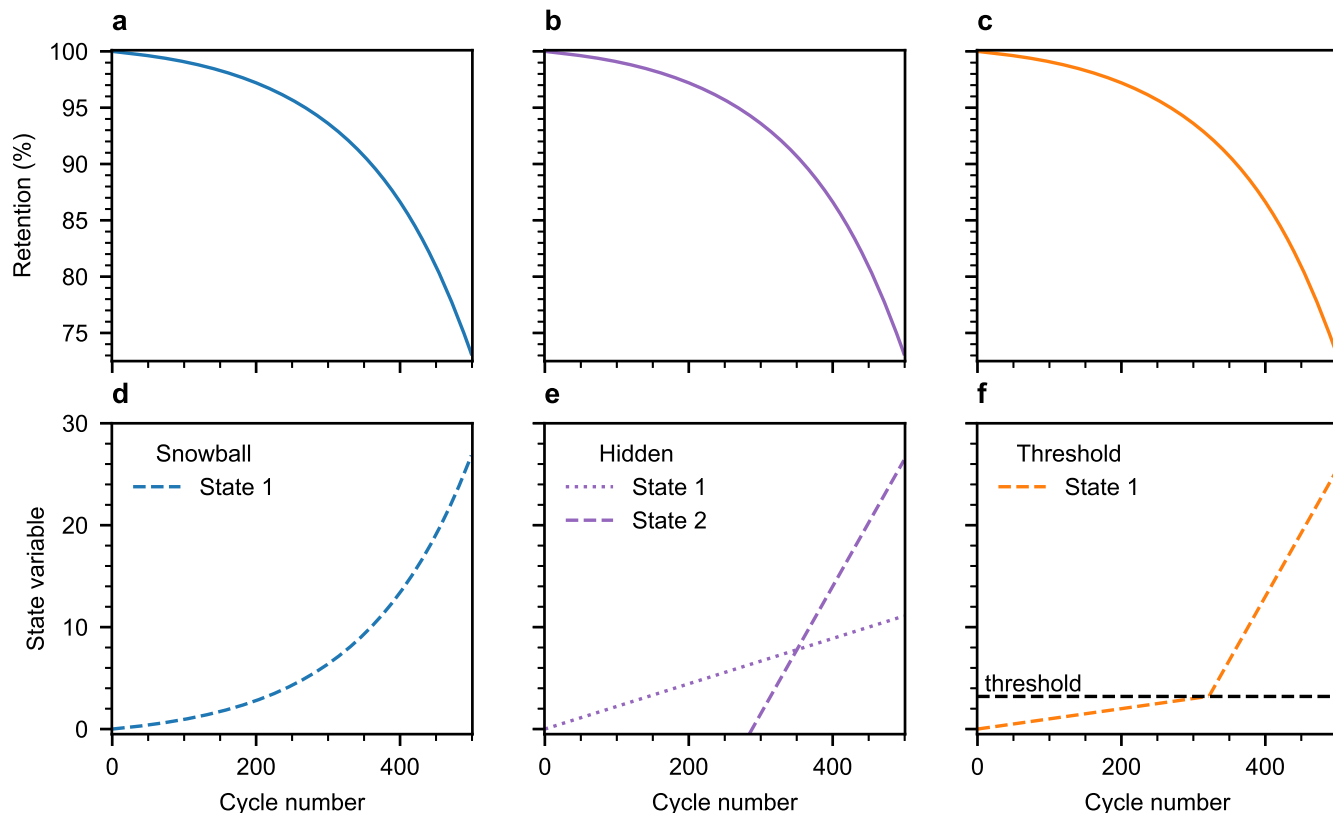 a
b
c
100
95
90
85
80
75
Retention (%)
d
e
f
30
20
10
0
State variable
Snowball
State 1
Hidden
State 1
State 2
Threshold
State 1
threshold
0
200
400
0
200
400
0
200
400
Cycle number
Cycle number
Cycle number